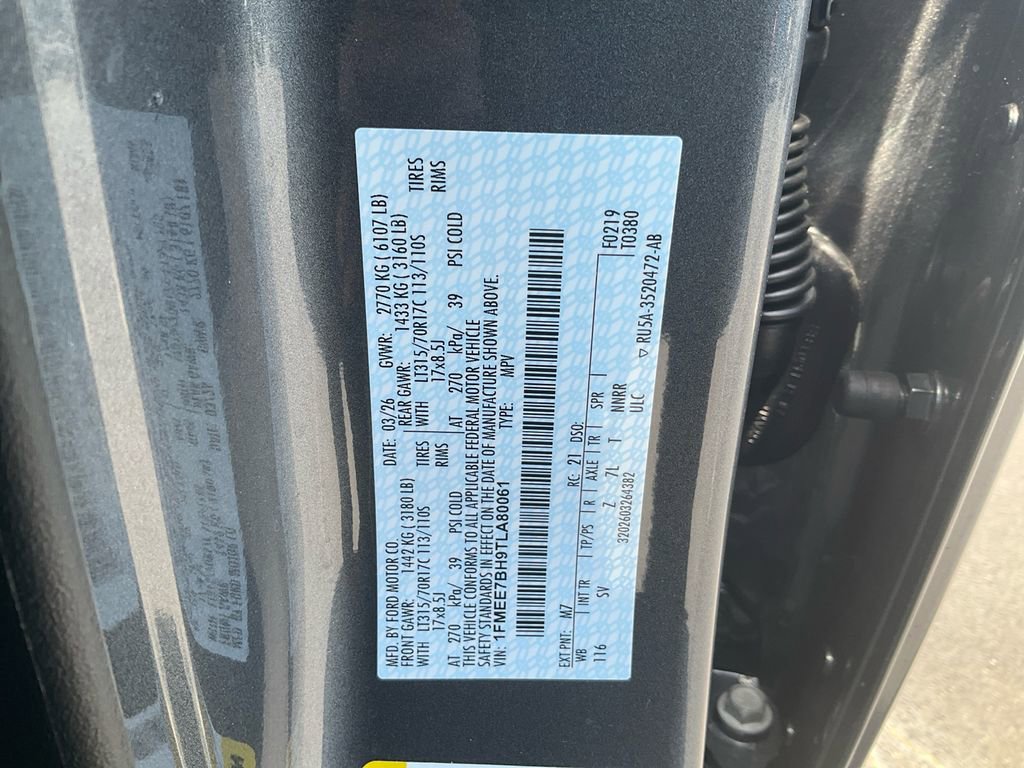 MFD. BY FORD MOTOR CO. DATE: 03/26 GVWR: 2770 KG ( 6107 LB)
FRONT GAWR: 1442 KG ( 3180 LB) REAR GAWR: 1433 KG ( 3160 LB)
WITH LT315/70R17C 113/110S TIRES WITH LT315/70R17C 113/110S TIRES
17x8.5J RIMS 17x8.5J RIMS
AT 270 kPa/ 39 PSI COLD AT 270 kPa/ 39 PSI COLD
THIS VEHICLE CONFORMS TO ALL APPLICABLE FEDERAL MOTOR VEHICLE
SAFETY STANDARDS IN EFFECT ON THE DATE OF MANUFACTURE SHOWN ABOVE.
VIN: 1FMEE7BH9TLA80061 TYPE: MPV
EXT PNT: M7 RC: 21 DSO: F0219
WB INT TR TP/PS R AXLE TR SPR T0380
116 SV Z 7L T NNRR
3202603264382 ULC ▽ RU5A-3520472-AB